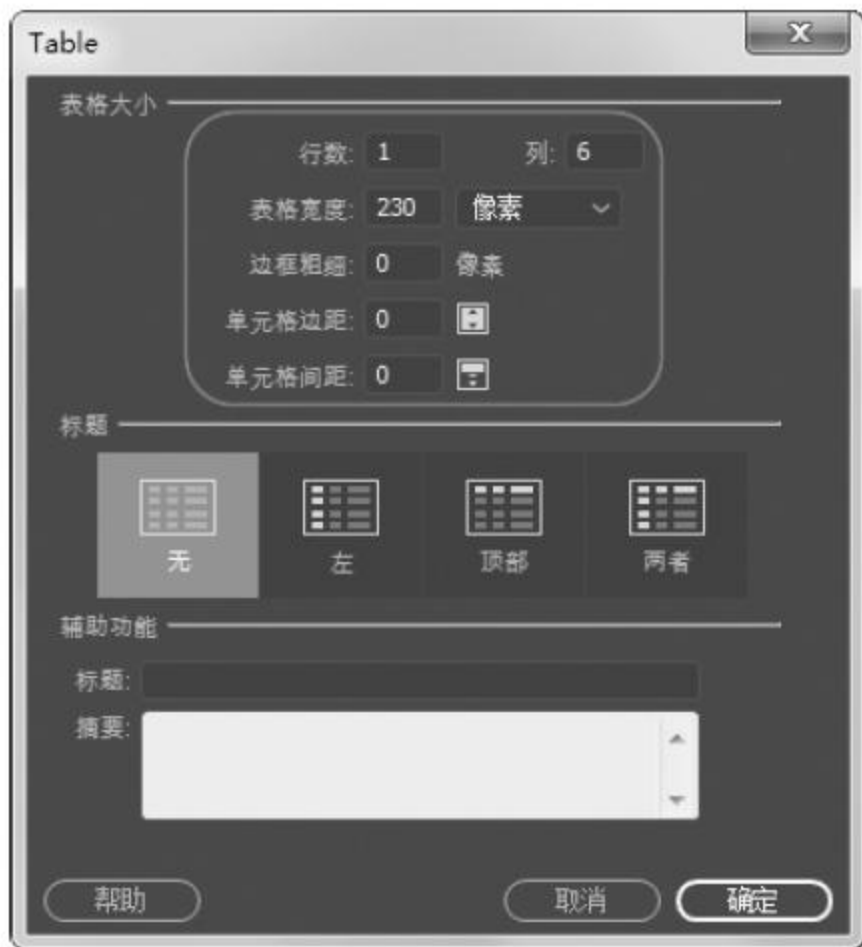 Table
表格大小
行数: 1 列: 6
表格宽度: 230 像素
边框粗细: 0 像素
单元格边距: 0
单元格间距: 0
标题
无 左 顶部 两者
辅助功能
标题:
摘要:
帮助 取消 确定